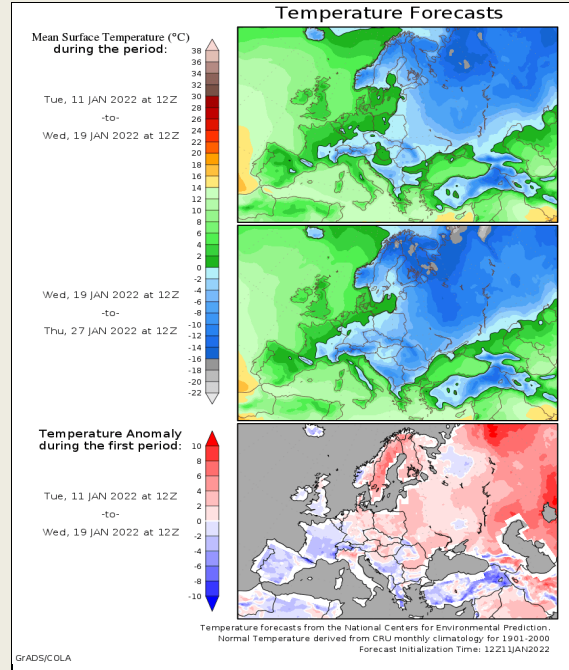 Temperature Forecasts
Mean Surface Temperature (°C)
during the period:
38
36
34
32
30
28
26
24
22
20
18
16
14
12
10
8
6
4
2
0
-2
-4
-6
-8
-10
-12
-14
-16
-18
-20
-22
Tue, 11 JAN 2022 at 12Z
-to-
Wed, 19 JAN 2022 at 12Z
Wed, 19 JAN 2022 at 12Z
-to-
Thu, 27 JAN 2022 at 12Z
Temperature Anomaly
during the first period:
10
8
6
4
2
0
-2
-4
-6
-8
-10
Tue, 11 JAN 2022 at 12Z
-to-
Wed, 19 JAN 2022 at 12Z
Temperature forecasts from the National Centers for Environmental Prediction.
Normal Temperature derived from CRU monthly climatology for 1901-2000
Forecast Initialization Time: 12Z11JAN2022
GrADS/COLA